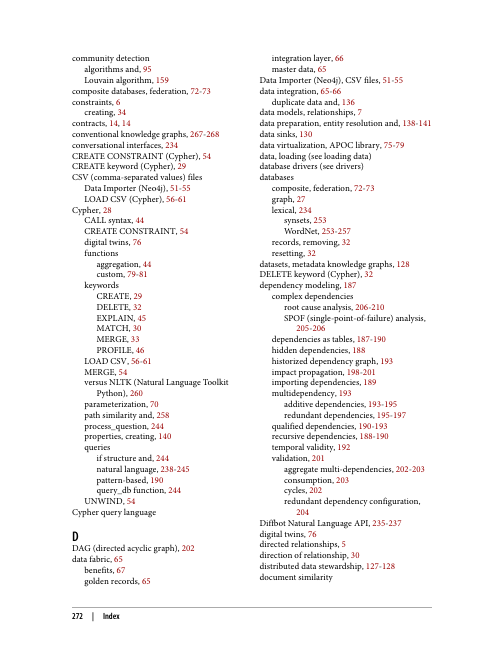 community detection
algorithms and, 95
Louvain algorithm, 159
composite databases, federation, 72-73
constraints, 6
creating, 34
contracts, 14, 14
conventional knowledge graphs, 267-268
conversational interfaces, 234
CREATE CONSTRAINT (Cypher), 54
CREATE keyword (Cypher), 29
CSV (comma-separated values) files
Data Importer (Neo4j), 51-55
LOAD CSV (Cypher), 56-61
Cypher, 28
CALL syntax, 44
CREATE CONSTRAINT, 54
digital twins, 76
functions
aggregation, 44
custom, 79-81
keywords
CREATE, 29
DELETE, 32
EXPLAIN, 45
MATCH, 30
MERGE, 33
PROFILE, 46
LOAD CSV, 56-61
MERGE, 54
versus NLTK (Natural Language Toolkit
Python), 260
parameterization, 70
path similarity and, 258
process_question, 244
properties, creating, 140
queries
if structure and, 244
natural language, 238-245
pattern-based, 190
query_db function, 244
UNWIND, 54
Cypher query language
D
DAG (directed acyclic graph), 202
data fabric, 65
benefits, 67
golden records, 65
integration layer, 66
master data, 65
Data Importer (Neo4j), CSV files, 51-55
data integration, 65-66
duplicate data and, 136
data models, relationships, 7
data preparation, entity resolution and, 138-141
data sinks, 130
data virtualization, APOC library, 75-79
data, loading (see loading data)
database drivers (see drivers)
databases
composite, federation, 72-73
graph, 27
lexical, 234
synsets, 253
WordNet, 253-257
records, removing, 32
resetting, 32
datasets, metadata knowledge graphs, 128
DELETE keyword (Cypher), 32
dependency modeling, 187
complex dependencies
root cause analysis, 206-210
SPOF (single-point-of-failure) analysis,
205-206
dependencies as tables, 187-190
hidden dependencies, 188
historized dependency graph, 193
impact propagation, 198-201
importing dependencies, 189
multidependency, 193
additive dependencies, 193-195
redundant dependencies, 195-197
qualified dependencies, 190-193
recursive dependencies, 188-190
temporal validity, 192
validation, 201
aggregate multi-dependencies, 202-203
consumption, 203
cycles, 202
redundant dependency configuration,
204
Diffbot Natural Language API, 235-237
digital twins, 76
directed relationships, 5
direction of relationship, 30
distributed data stewardship, 127-128
document similarity
272 | Index